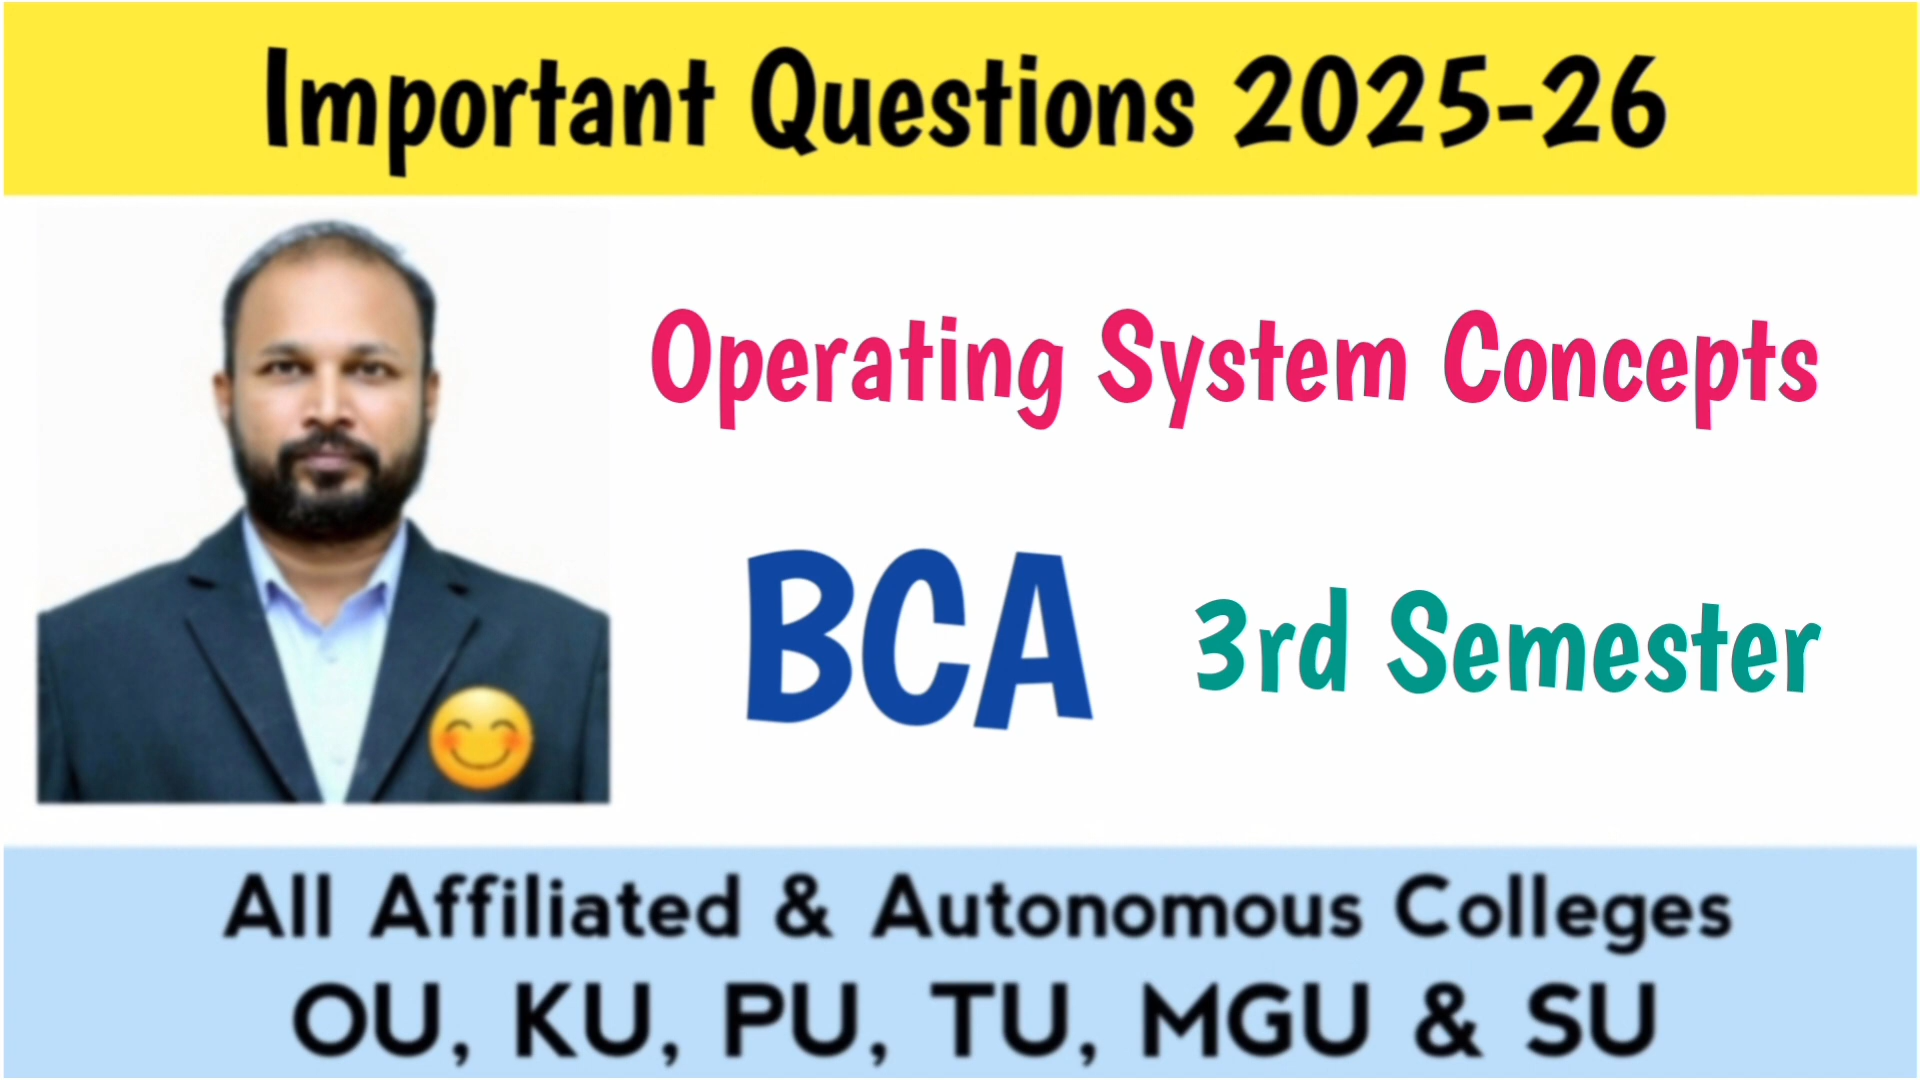 Important Questions 2025-26
Operating System Concepts
BCA 3rd Semester
All Affiliated & Autonomous Colleges
OU, KU, PU, TU, MGU & SU